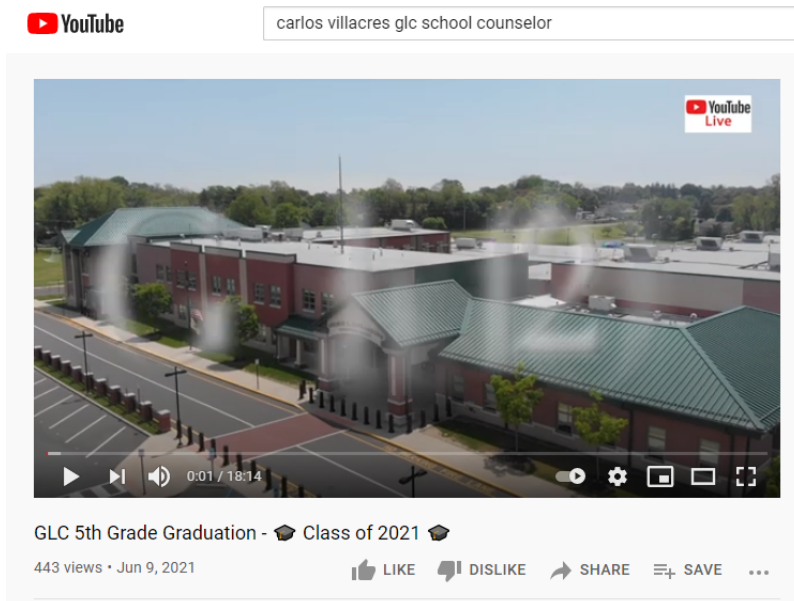 YouTube
carlos villacres glc school counselor
YouTube
Live
0:01 / 18:14
GLC 5th Grade Graduation - 🎓 Class of 2021 🎓
443 views • Jun 9, 2021
LIKE DISLIKE SHARE SAVE ...